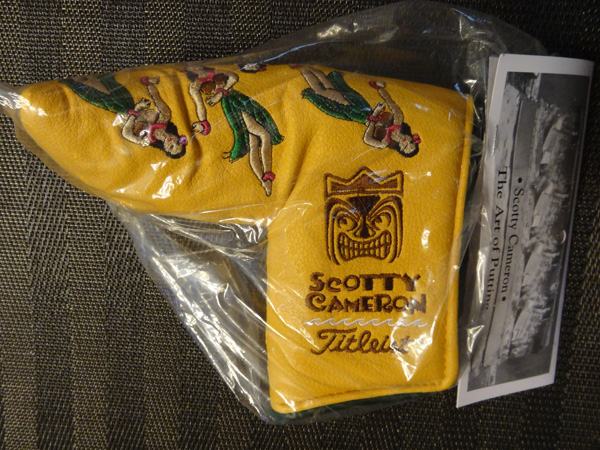 SCOTTY
CAMERON
Titleist
• Scotty Cameron •
The Art of Putting